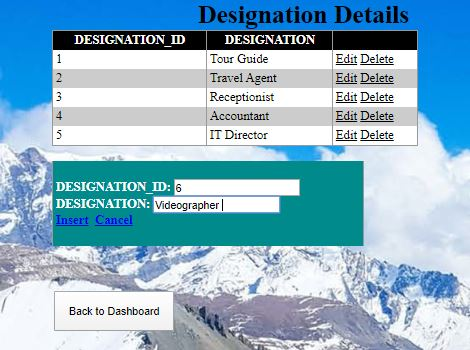 Designation Details
DESIGNATION_ID DESIGNATION
1 Tour Guide Edit Delete
2 Travel Agent Edit Delete
3 Receptionist Edit Delete
4 Accountant Edit Delete
5 IT Director Edit Delete
DESIGNATION_ID: 6
DESIGNATION: Videographer
Insert Cancel
Back to Dashboard